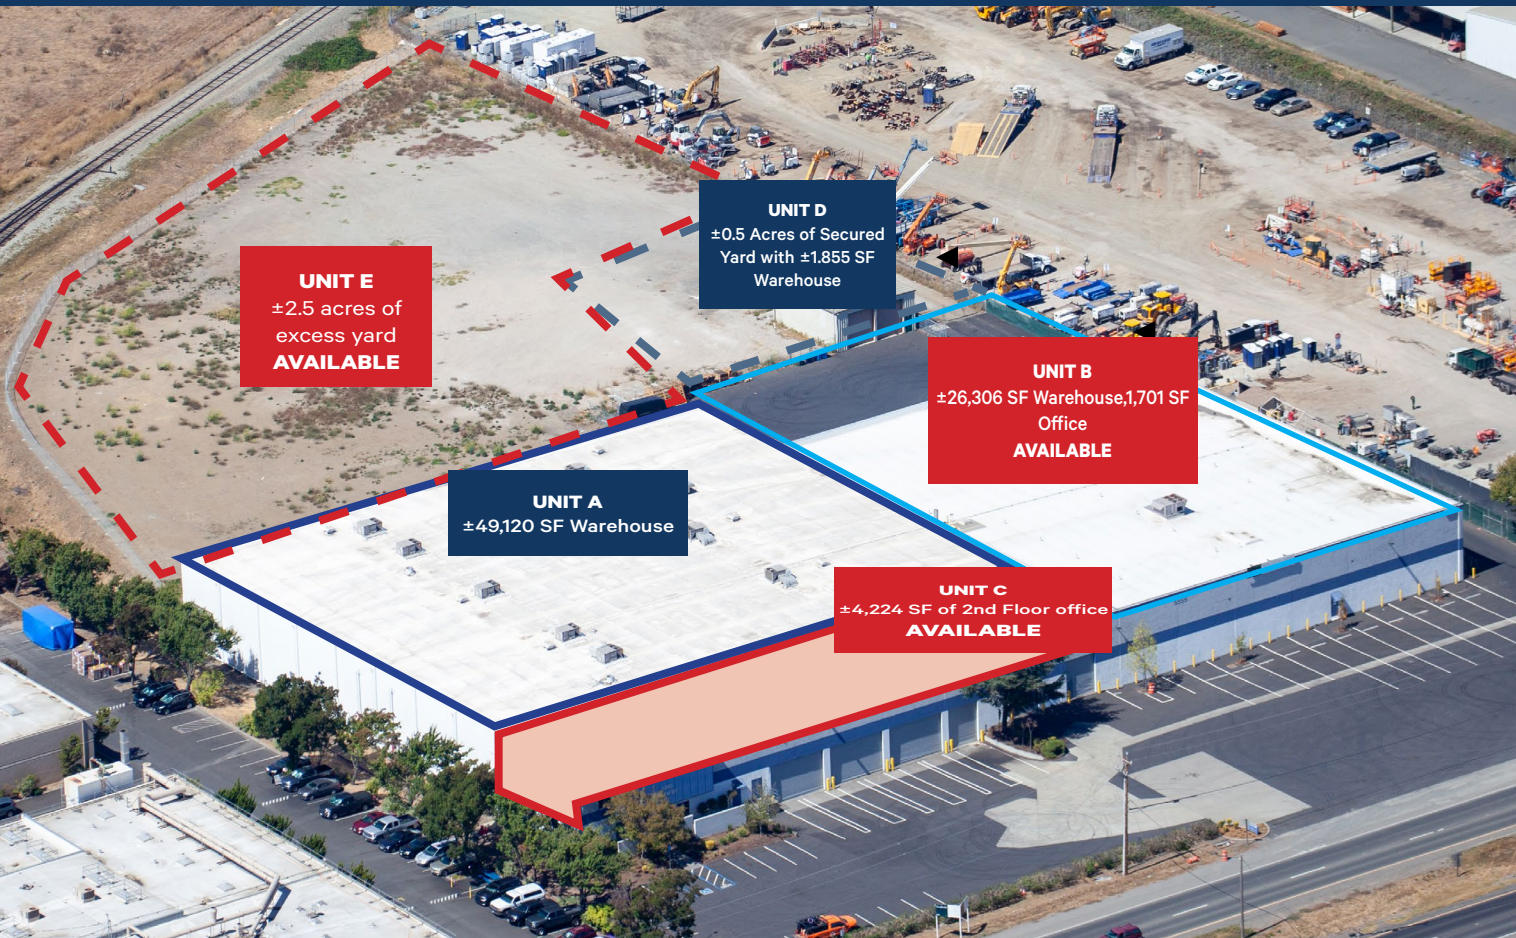 UNIT D
±0.5 Acres of Secured
Yard with ±1.855 SF
Warehouse
UNIT E
±2.5 acres of
excess yard
AVAILABLE
UNIT B
±26,306 SF Warehouse,1,701 SF
Office
AVAILABLE
UNIT A
±49,120 SF Warehouse
UNIT C
±4,224 SF of 2nd Floor office
AVAILABLE